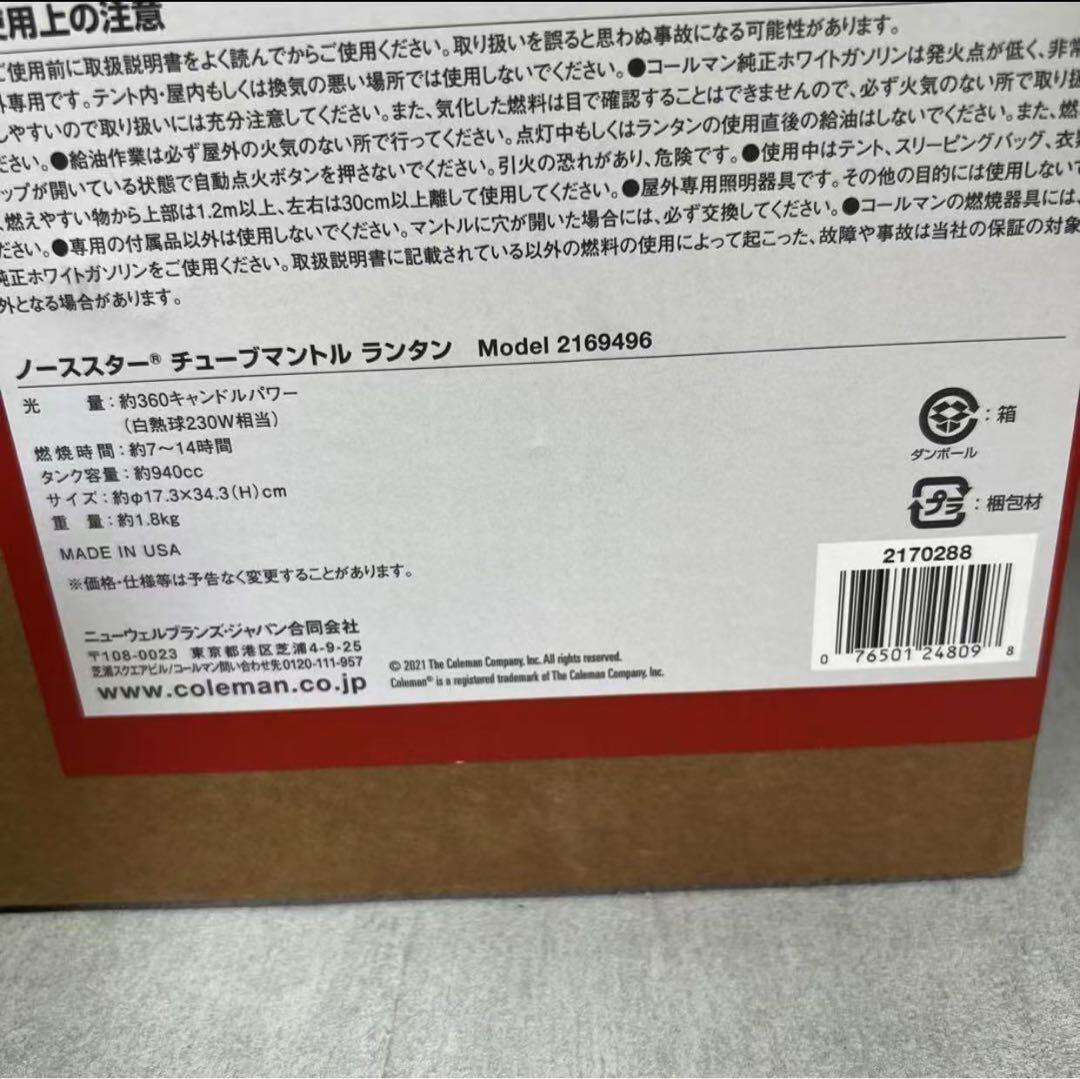 使用上の注意
ご使用前に取扱説明書をよく読んでからご使用ください。取り扱いを誤ると思わぬ事故になる可能性があります。
外専用です。テント内・屋内もしくは換気の悪い場所では使用しないでください。●コールマン純正ホワイトガソリンは発火点が低く、非常
しやすいので取り扱いには充分注意してください。また、気化した燃料は目で確認することはできませんので、必ず火気のない所で取り扱
ださい。●給油作業は必ず屋外の火気のない所で行ってください。点灯中もしくはランタンの使用直後の給油はしないでください。また、燃
ャップが開いている状態で自動点火ボタンを押さないでください。引火の恐れがあり、危険です。●使用中はテント、スリーピングバッグ、衣類
、燃えやすい物から上部は1.2m以上、左右は30cm以上離して使用してください。●屋外専用照明器具です。その他の目的には使用しないで
ださい。●専用の付属品以外は使用しないでください。マントルに穴が開いた場合には、必ず交換してください。●コールマンの燃焼器具には、
純正ホワイトガソリンをご使用ください。取扱説明書に記載されている以外の燃料の使用によって起こった、故障や事故は当社の保証の対象
外となる場合があります。
ノーススター® チューブマントル ランタン Model 2169496
光 量：約360キャンドルパワー
（白熱球230W相当）
燃焼時間：約7～14時間
タンク容量：約940cc
サイズ：約φ17.3×34.3（H）cm
重 量：約1.8kg
MADE IN USA
※価格・仕様等は予告なく変更することがあります。
ニューウェルブランズ・ジャパン合同会社
〒108-0023 東京都港区芝浦4-9-25
芝浦スクエアビル/コールマン問い合わせ先0120-111-957
www.coleman.co.jp
© 2021 The Coleman Company, Inc. All rights reserved.
Coleman® is a registered trademark of The Coleman Company, Inc.
：箱
ダンボール
プラ
：梱包材
2170288
0 76501 24809 8